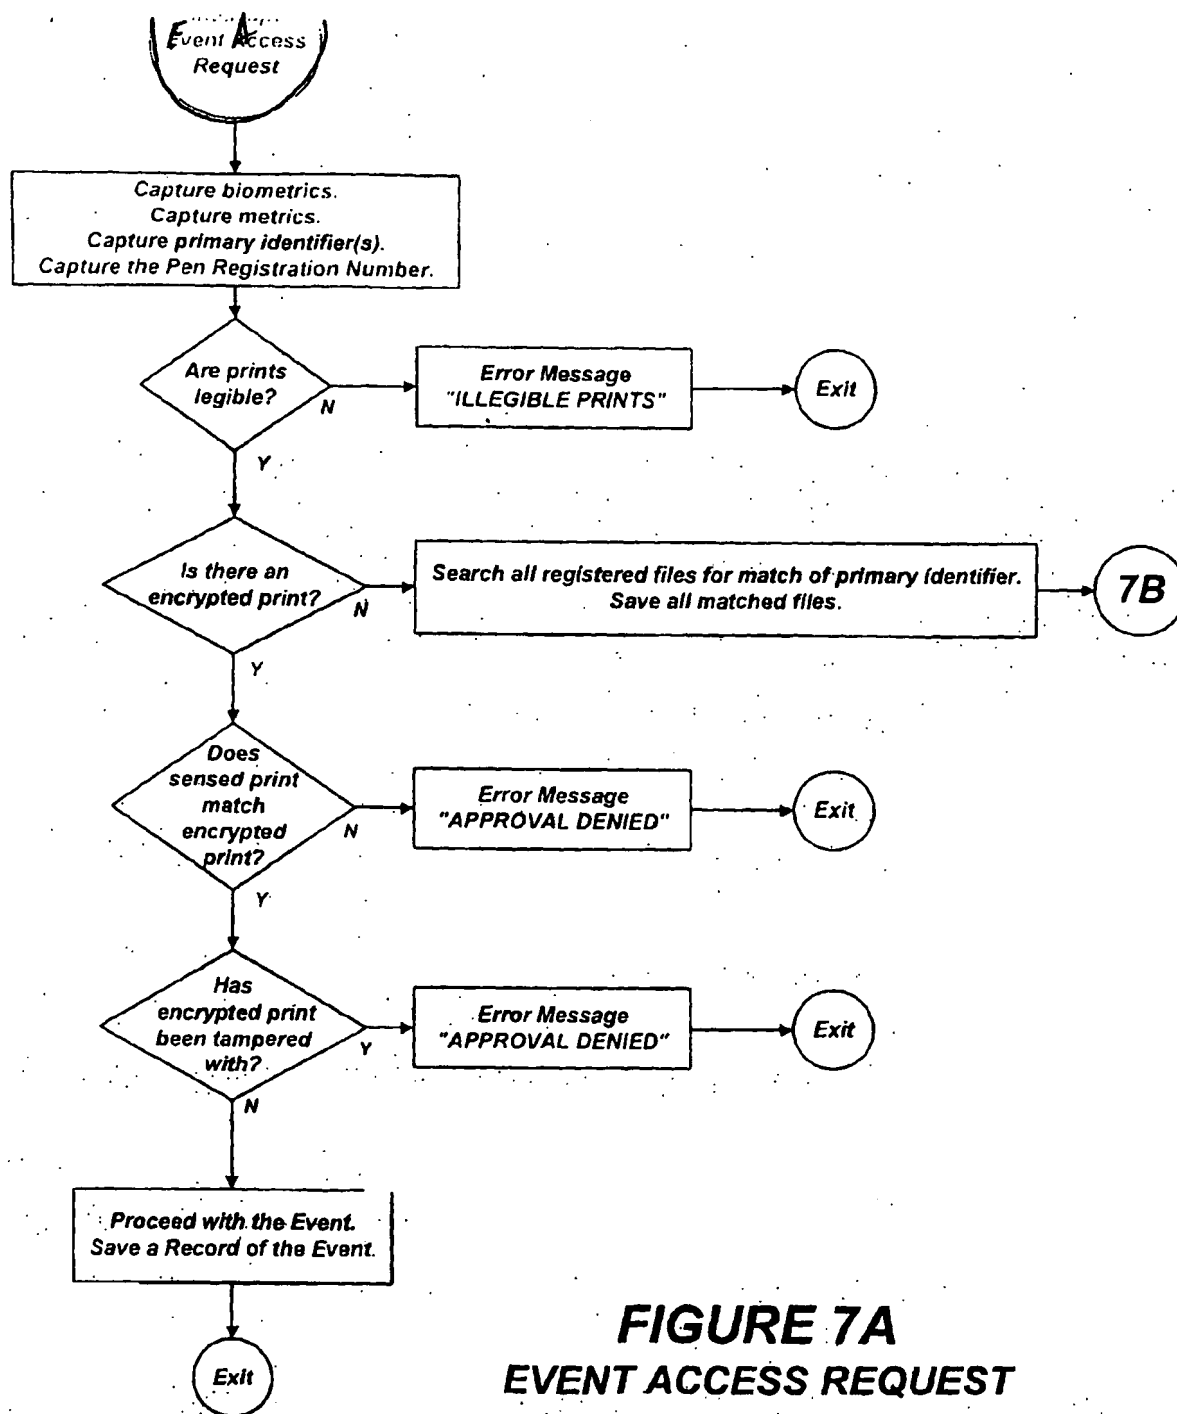 Event Access
Request
Capture biometrics.
Capture metrics.
Capture primary identifier(s).
Capture the Pen Registration Number.
Are prints
legible?
N
Error Message
"ILLEGIBLE PRINTS"
Exit
Y
Is there an
encrypted print?
N
Search all registered files for match of primary identifier.
Save all matched files.
7B
Y
Does
sensed print
match
encrypted
print?
N
Error Message
"APPROVAL DENIED"
Exit
Y
Has
encrypted print
been tampered
with?
Y
Error Message
"APPROVAL DENIED"
Exit
N
Proceed with the Event.
Save a Record of the Event.
Exit
FIGURE 7A
EVENT ACCESS REQUEST